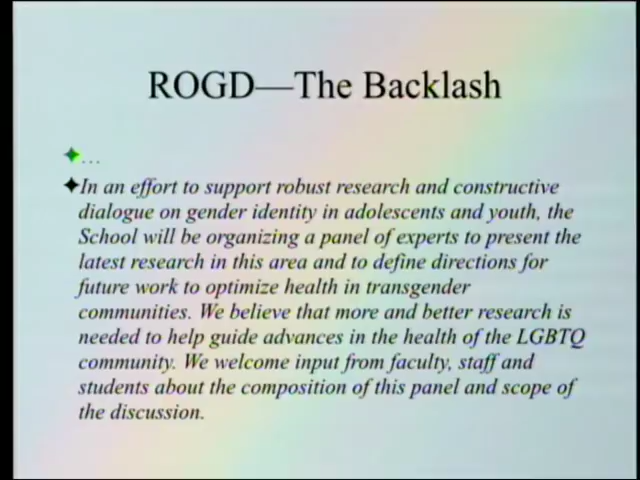 ROGD—The Backlash
...
In an effort to support robust research and constructive
dialogue on gender identity in adolescents and youth, the
School will be organizing a panel of experts to present the
latest research in this area and to define directions for
future work to optimize health in transgender
communities. We believe that more and better research is
needed to help guide advances in the health of the LGBTQ
community. We welcome input from faculty, staff and
students about the composition of this panel and scope of
the discussion.